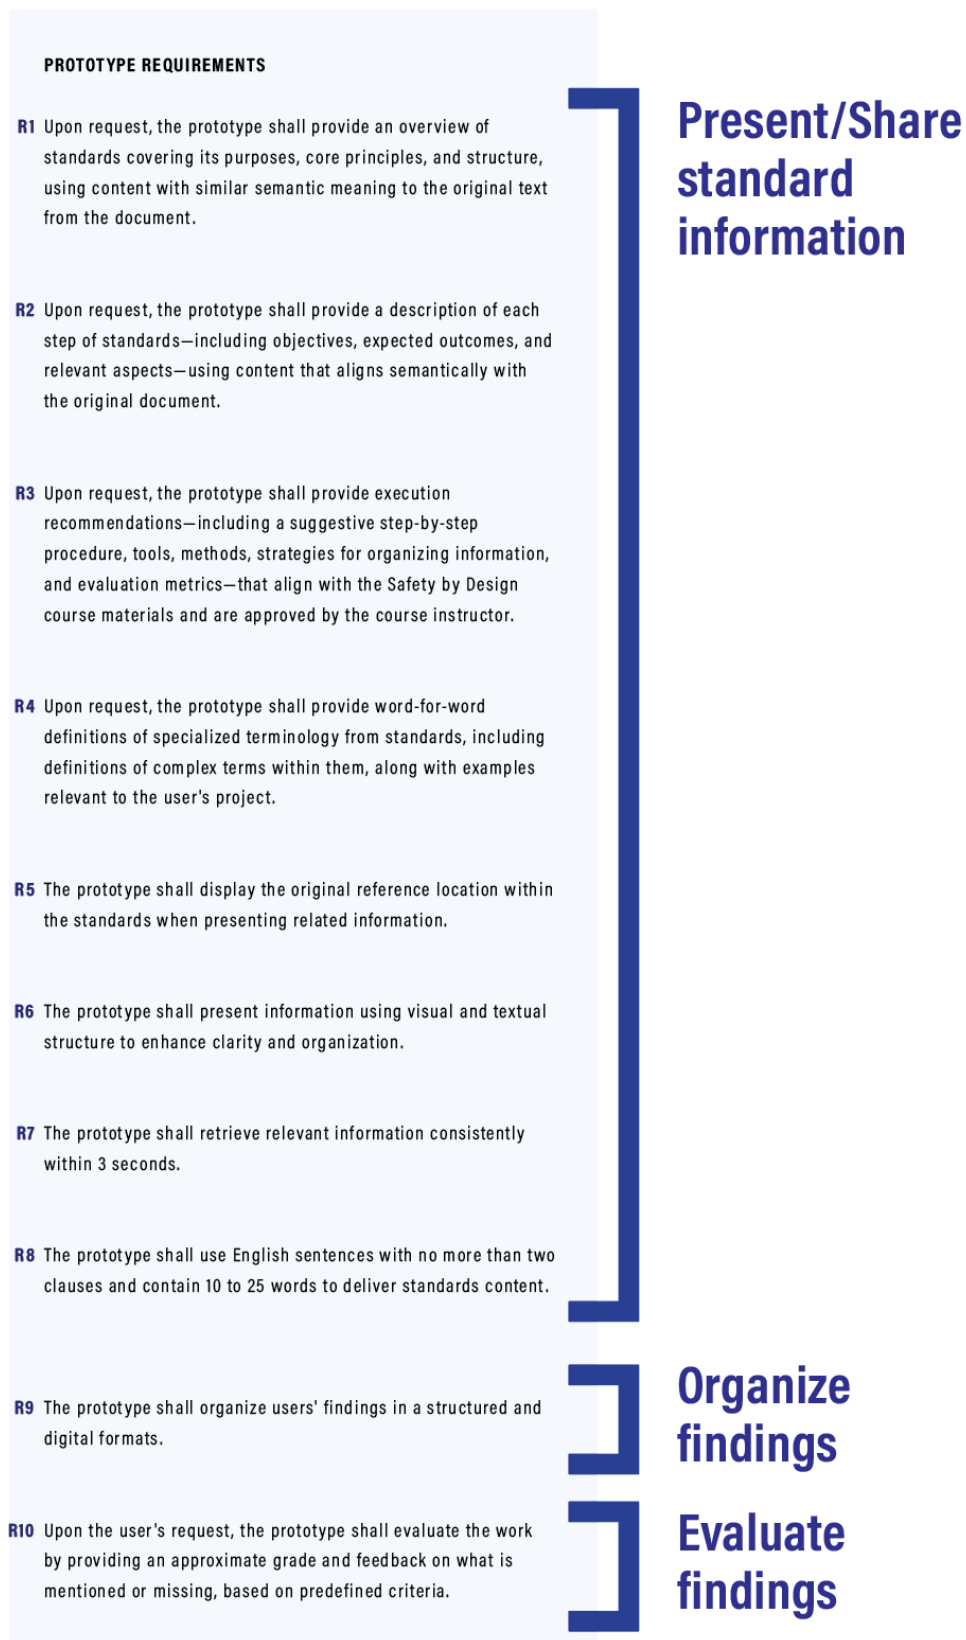 PROTOTYPE REQUIREMENTS
R1 Upon request, the prototype shall provide an overview of
standards covering its purposes, core principles, and structure,
using content with similar semantic meaning to the original text
from the document.
R2 Upon request, the prototype shall provide a description of each
step of standards—including objectives, expected outcomes, and
relevant aspects—using content that aligns semantically with
the original document.
R3 Upon request, the prototype shall provide execution
recommendations—including a suggestive step-by-step
procedure, tools, methods, strategies for organizing information,
and evaluation metrics—that align with the Safety by Design
course materials and are approved by the course instructor.
R4 Upon request, the prototype shall provide word-for-word
definitions of specialized terminology from standards, including
definitions of complex terms within them, along with examples
relevant to the user's project.
R5 The prototype shall display the original reference location within
the standards when presenting related information.
R6 The prototype shall present information using visual and textual
structure to enhance clarity and organization.
R7 The prototype shall retrieve relevant information consistently
within 3 seconds.
R8 The prototype shall use English sentences with no more than two
clauses and contain 10 to 25 words to deliver standards content.
Present/Share
standard
information
R9 The prototype shall organize users' findings in a structured and
digital formats.
Organize
findings
R10 Upon the user's request, the prototype shall evaluate the work
by providing an approximate grade and feedback on what is
mentioned or missing, based on predefined criteria.
Evaluate
findings